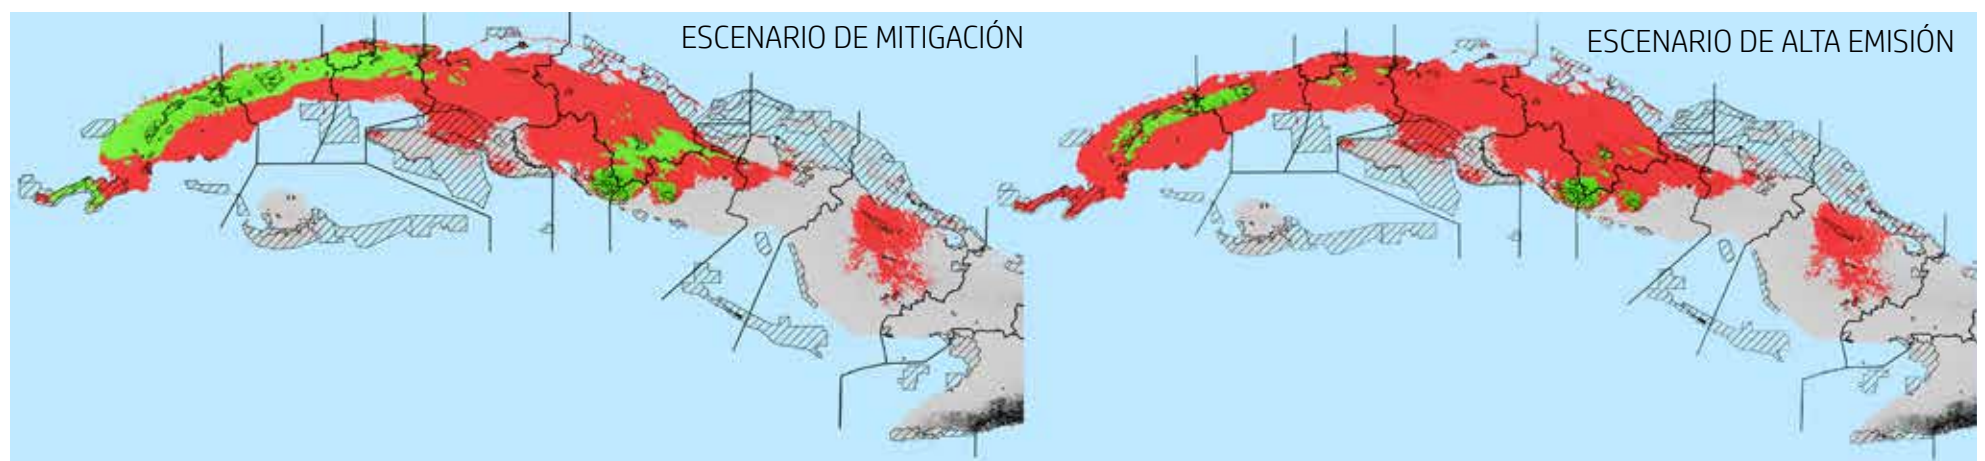 ESCENARIO DE MITIGACIÓN
ESCENARIO DE ALTA EMISIÓN